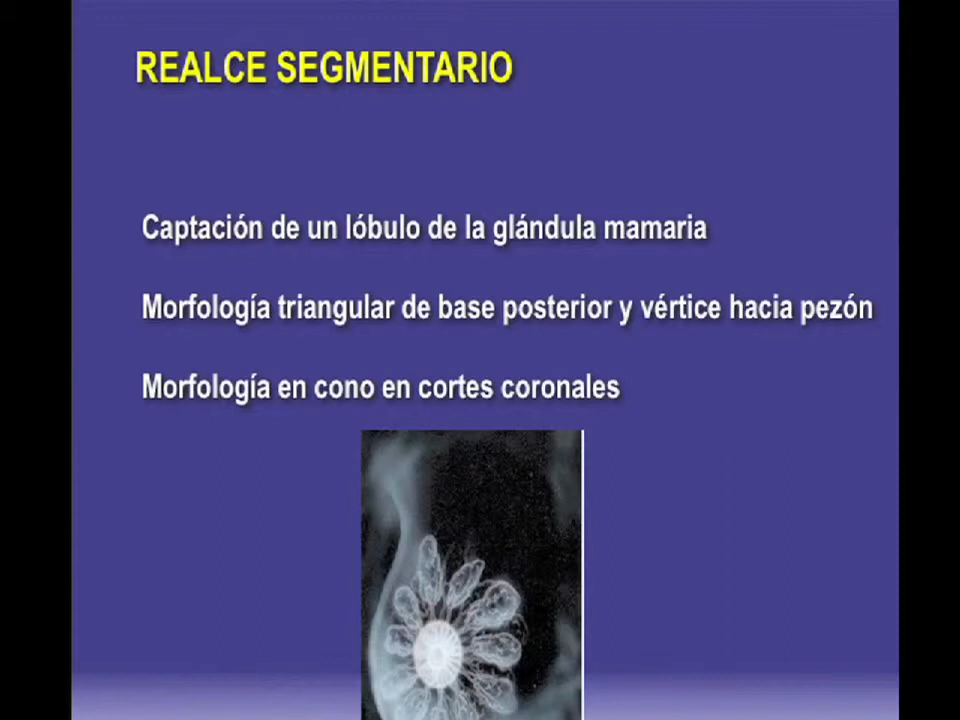 REALCE SEGMENTARIO
Captación de un lóbulo de la glándula mamaria
Morfología triangular de base posterior y vértice hacia pezón
Morfología en cono en cortes coronales